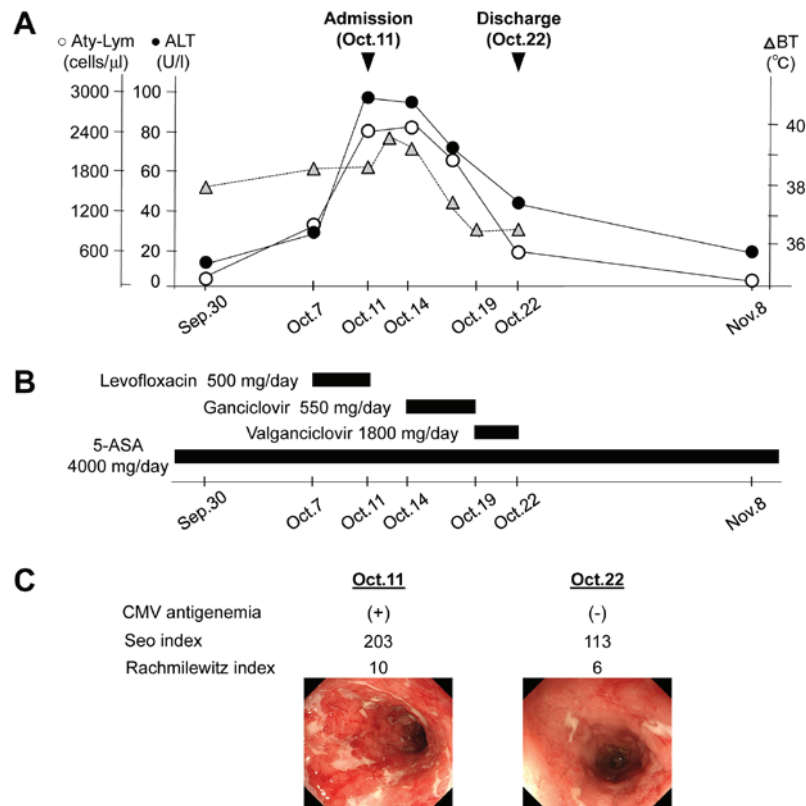 A
Admission
(Oct.11)
Discharge
(Oct.22)
Aty-Lym
(cells/μl)
ALT
(U/l)
BT
(℃)
3000
2400
1800
1200
600
100
80
60
40
20
0
40
38
36
Sep.30
Oct.7
Oct.11
Oct.14
Oct.19
Oct.22
Nov.8
B
Levofloxacin 500 mg/day
Ganciclovir 550 mg/day
Valganciclovir 1800 mg/day
5-ASA
4000 mg/day
Sep.30
Oct.7
Oct.11
Oct.14
Oct.19
Oct.22
Nov.8
C
Oct.11 Oct.22
CMV antigenemia (+) (-)
Seo index 203 113
Rachmilewitz index 10 6